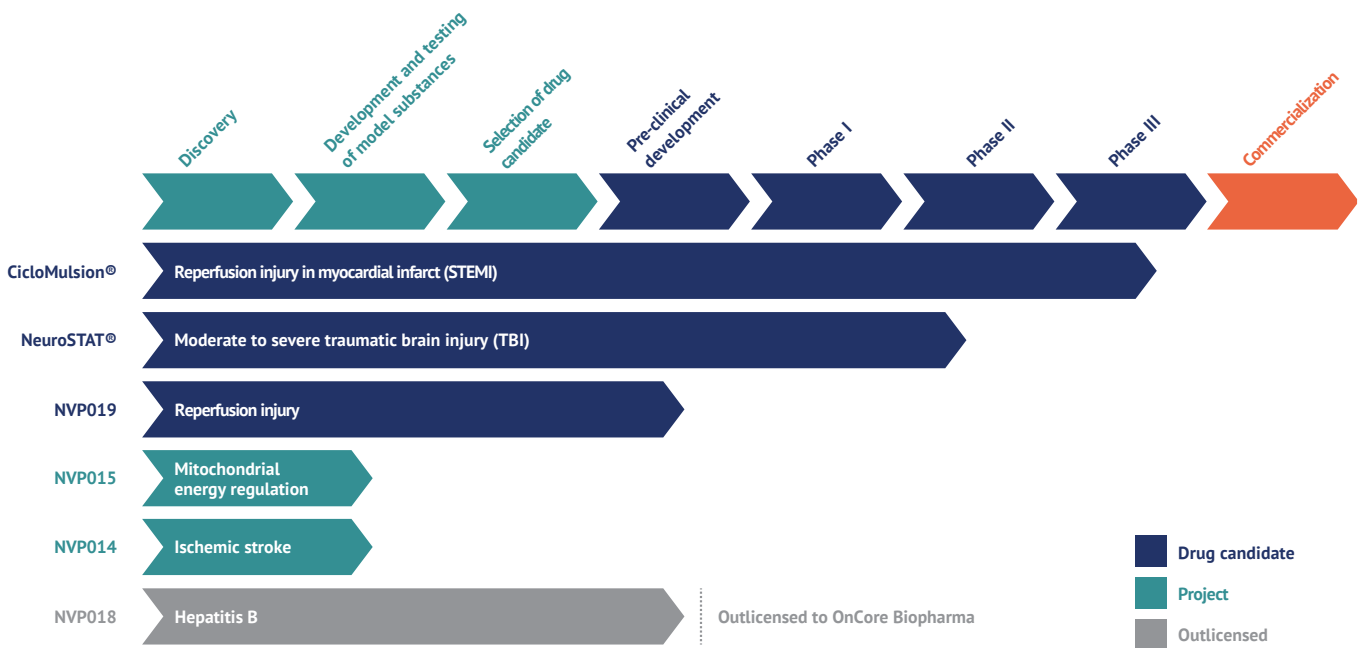 Discovery
Development and testing
of model substances
Selection of drug
candidate
Pre-clinical
development
Phase I
Phase II
Phase III
Commercialization
CicloMulsion®
Reperfusion injury in myocardial infarct (STEMI)
NeuroSTAT®
Moderate to severe traumatic brain injury (TBI)
NVP019
Reperfusion injury
NVP015
Mitochondrial
energy regulation
NVP014
Ischemic stroke
NVP018
Hepatitis B
Outlicensed to OnCore Biopharma
Drug candidate
Project
Outlicensed